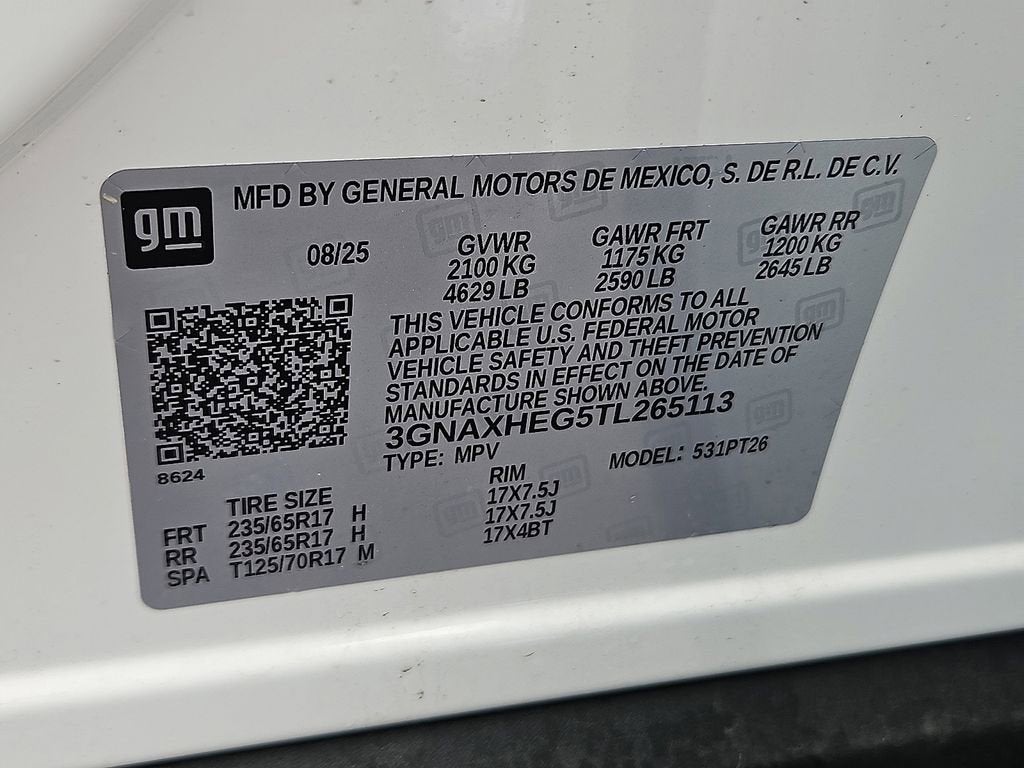 gm
MFD BY GENERAL MOTORS DE MEXICO, S. DE R.L. DE C.V.
08/25 GVWR GAWR FRT GAWR RR
2100 KG 1175 KG 1200 KG
4629 LB 2590 LB 2645 LB
THIS VEHICLE CONFORMS TO ALL
APPLICABLE U.S. FEDERAL MOTOR
VEHICLE SAFETY AND THEFT PREVENTION
STANDARDS IN EFFECT ON THE DATE OF
MANUFACTURE SHOWN ABOVE.
3GNAXHEG5TL265113
TYPE: MPV MODEL: 531PT26
8624
TIRE SIZE RIM
FRT 235/65R17 H 17X7.5J
RR 235/65R17 H 17X7.5J
SPA T125/70R17 M 17X4BT